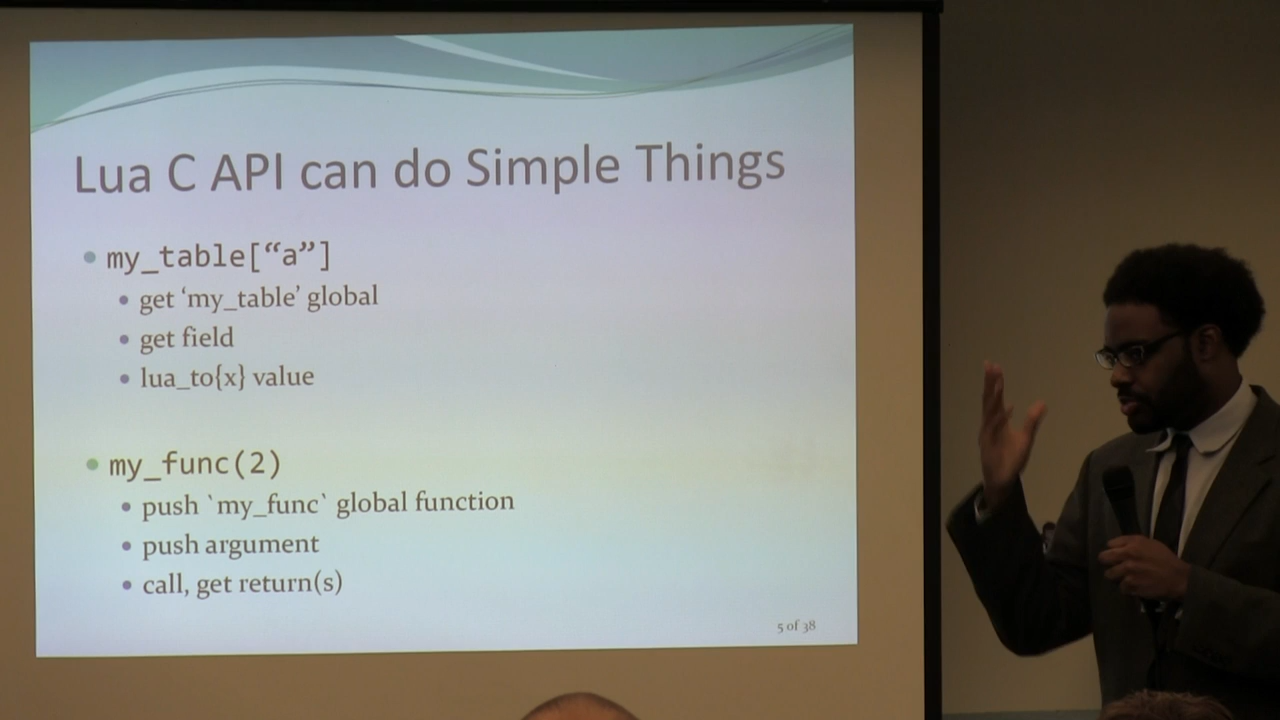 Lua C API can do Simple Things
• my_table[“a”]
• get ‘my_table’ global
• get field
• lua_to{x} value
• my_func(2)
• push `my_func` global function
• push argument
• call, get return(s)
5 of 38